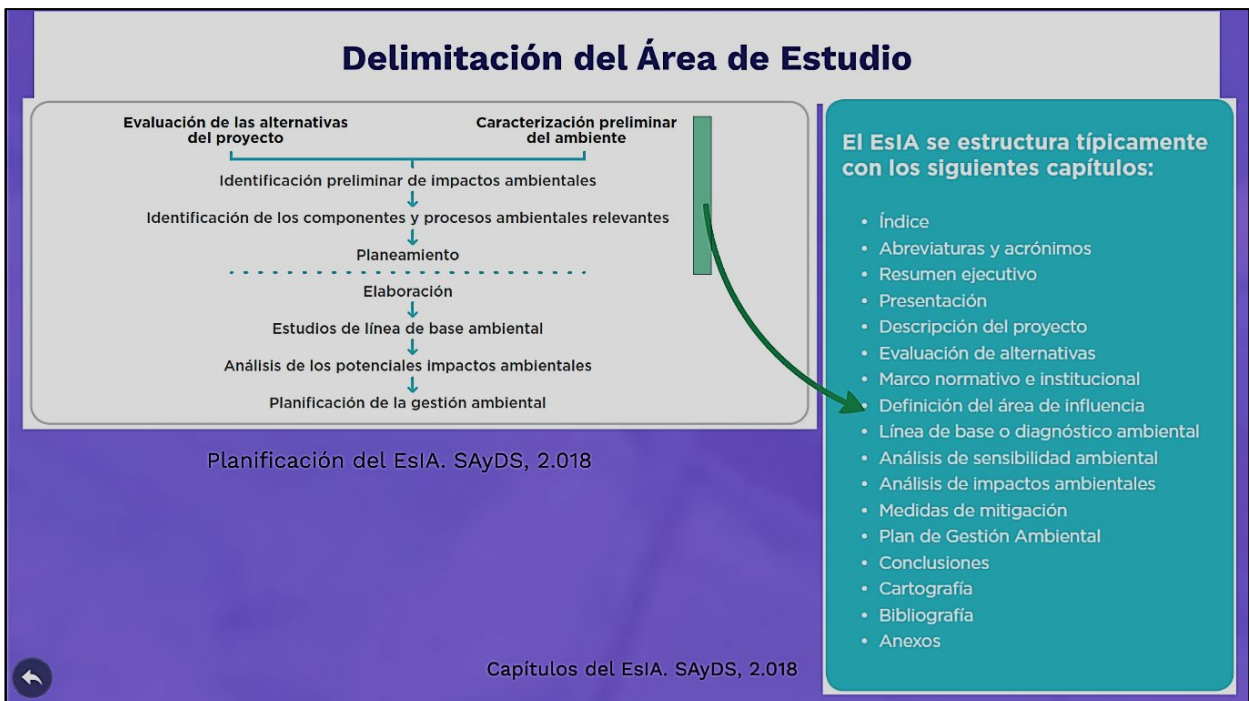 Delimitación del Área de Estudio
Evaluación de las alternativas
del proyecto
Caracterización preliminar
del ambiente
Identificación preliminar de impactos ambientales
Identificación de los componentes y procesos ambientales relevantes
Planeamiento
Elaboración
Estudios de línea de base ambiental
Análisis de los potenciales impactos ambientales
Planificación de la gestión ambiental
Planificación del EsIA. SAyDS, 2.018
El EsIA se estructura típicamente
con los siguientes capítulos:
• Índice
• Abreviaturas y acrónimos
• Resumen ejecutivo
• Presentación
• Descripción del proyecto
• Evaluación de alternativas
• Marco normativo e institucional
• Definición del área de influencia
• Línea de base o diagnóstico ambiental
• Análisis de sensibilidad ambiental
• Análisis de impactos ambientales
• Medidas de mitigación
• Plan de Gestión Ambiental
• Conclusiones
• Cartografía
• Bibliografía
• Anexos
Capítulos del EsIA. SAyDS, 2.018